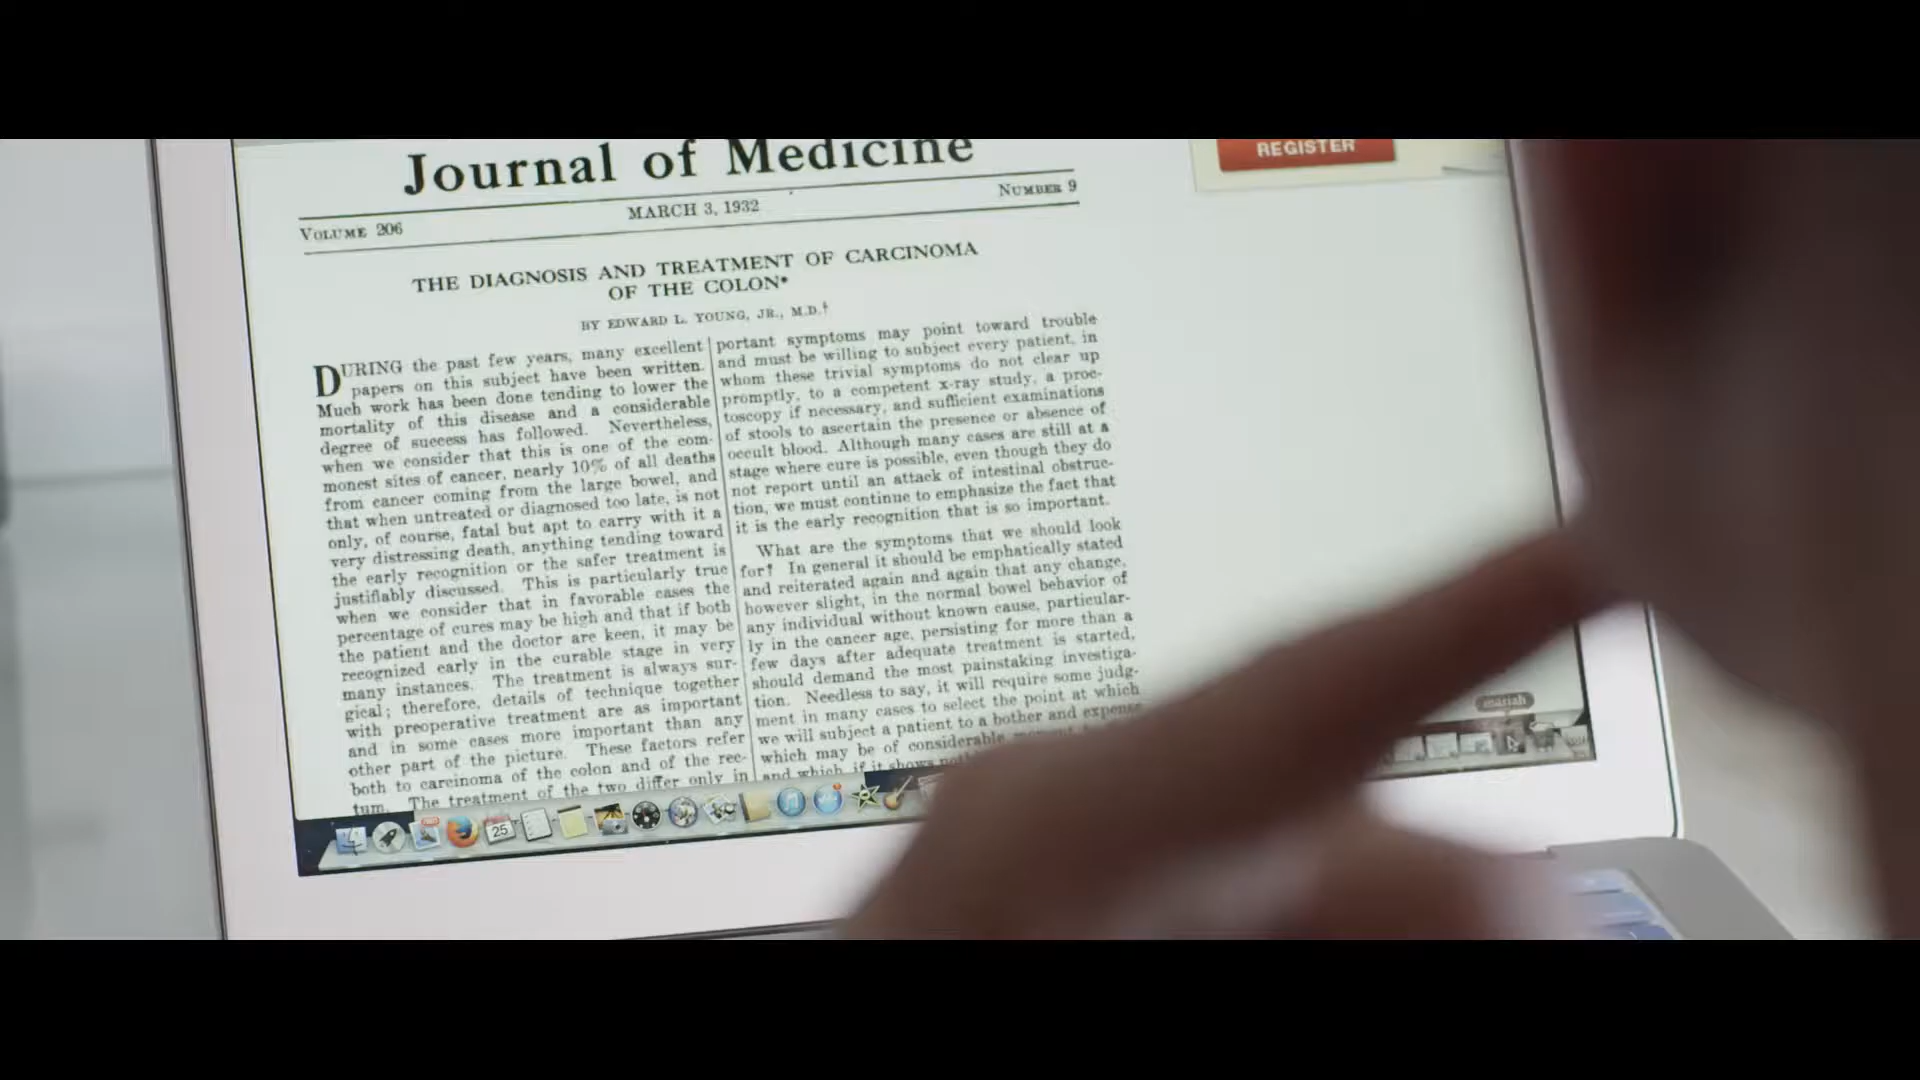 Journal of Medicine
REGISTER
VOLUME 206
MARCH 3, 1932
NUMBER 9
THE DIAGNOSIS AND TREATMENT OF CARCINOMA
OF THE COLON*
BY EDWARD L. YOUNG, JR., M.D.†
DURING the past few years, many excellent
papers on this subject have been written.
Much work has been done tending to lower the
mortality of this disease and a considerable
degree of success has followed. Nevertheless,
when we consider that this is one of the com-
monest sites of cancer, nearly 10% of all deaths
from cancer coming from the large bowel, and
that when untreated or diagnosed too late, is not
only, of course, fatal but apt to carry with it a
very distressing death, anything tending toward
the early recognition or the safer treatment is
justifiably discussed. This is particularly true
when we consider that in favorable cases the
percentage of cures may be high and that if both
the patient and the doctor are keen, it may be
recognized early in the curable stage in very
many instances. The treatment is always sur-
gical; therefore, details of technique together
with preoperative treatment are as important
and in some cases more important than any
other part of the picture. These factors refer
both to carcinoma of the colon and of the rec-
tum. The treatment of the two differ only in
portant symptoms may point toward trouble
and must be willing to subject every patient, in
whom these trivial symptoms do not clear up
promptly, to a competent x-ray study, a proc-
toscopy if necessary, and sufficient examinations
of stools to ascertain the presence or absence of
occult blood. Although many cases are still at a
stage where cure is possible, even though they do
not report until an attack of intestinal obstruc-
tion, we must continue to emphasize the fact that
it is the early recognition that is so important.
What are the symptoms that we should look
for? In general it should be emphatically stated
and reiterated again and again that any change,
however slight, in the normal bowel behavior of
any individual without known cause, particular-
ly in the cancer age, persisting for more than a
few days after adequate treatment is started,
should demand the most painstaking investiga-
tion. Needless to say, it will require some judg-
ment in many cases to select the point at which
we will subject a patient to a bother and expense
which may be of considerable
and which if it shows
mariah
25